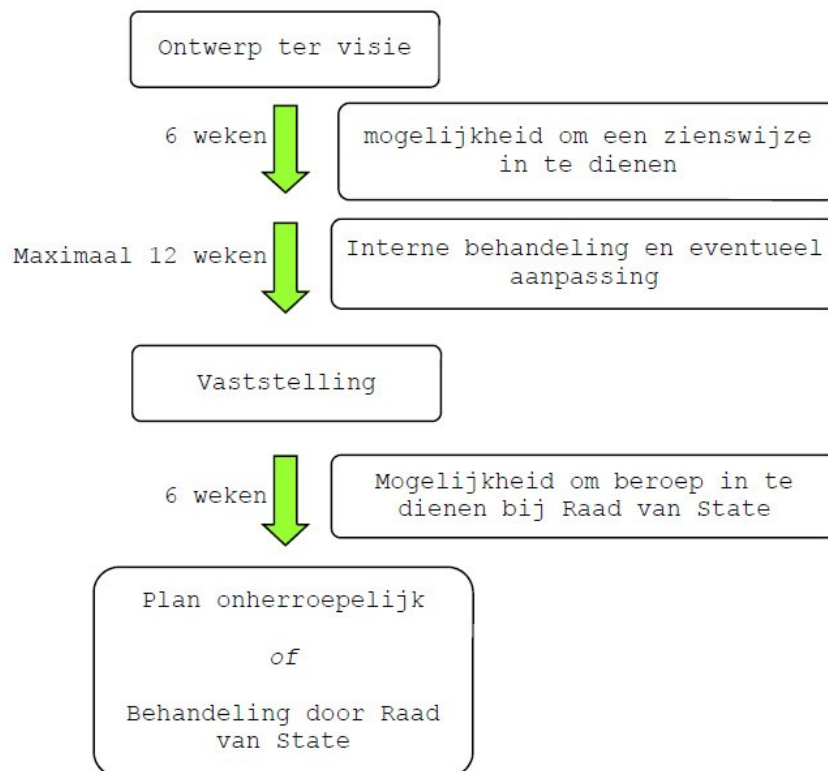 Ontwerp ter visie
6 weken
mogelijkheid om een zienswijze
in te dienen
Maximaal 12 weken
Interne behandeling en eventueel
aanpassing
Vaststelling
6 weken
Mogelijkheid om beroep in te
dienen bij Raad van State
Plan onherroepelijk
of
Behandeling door Raad
van State